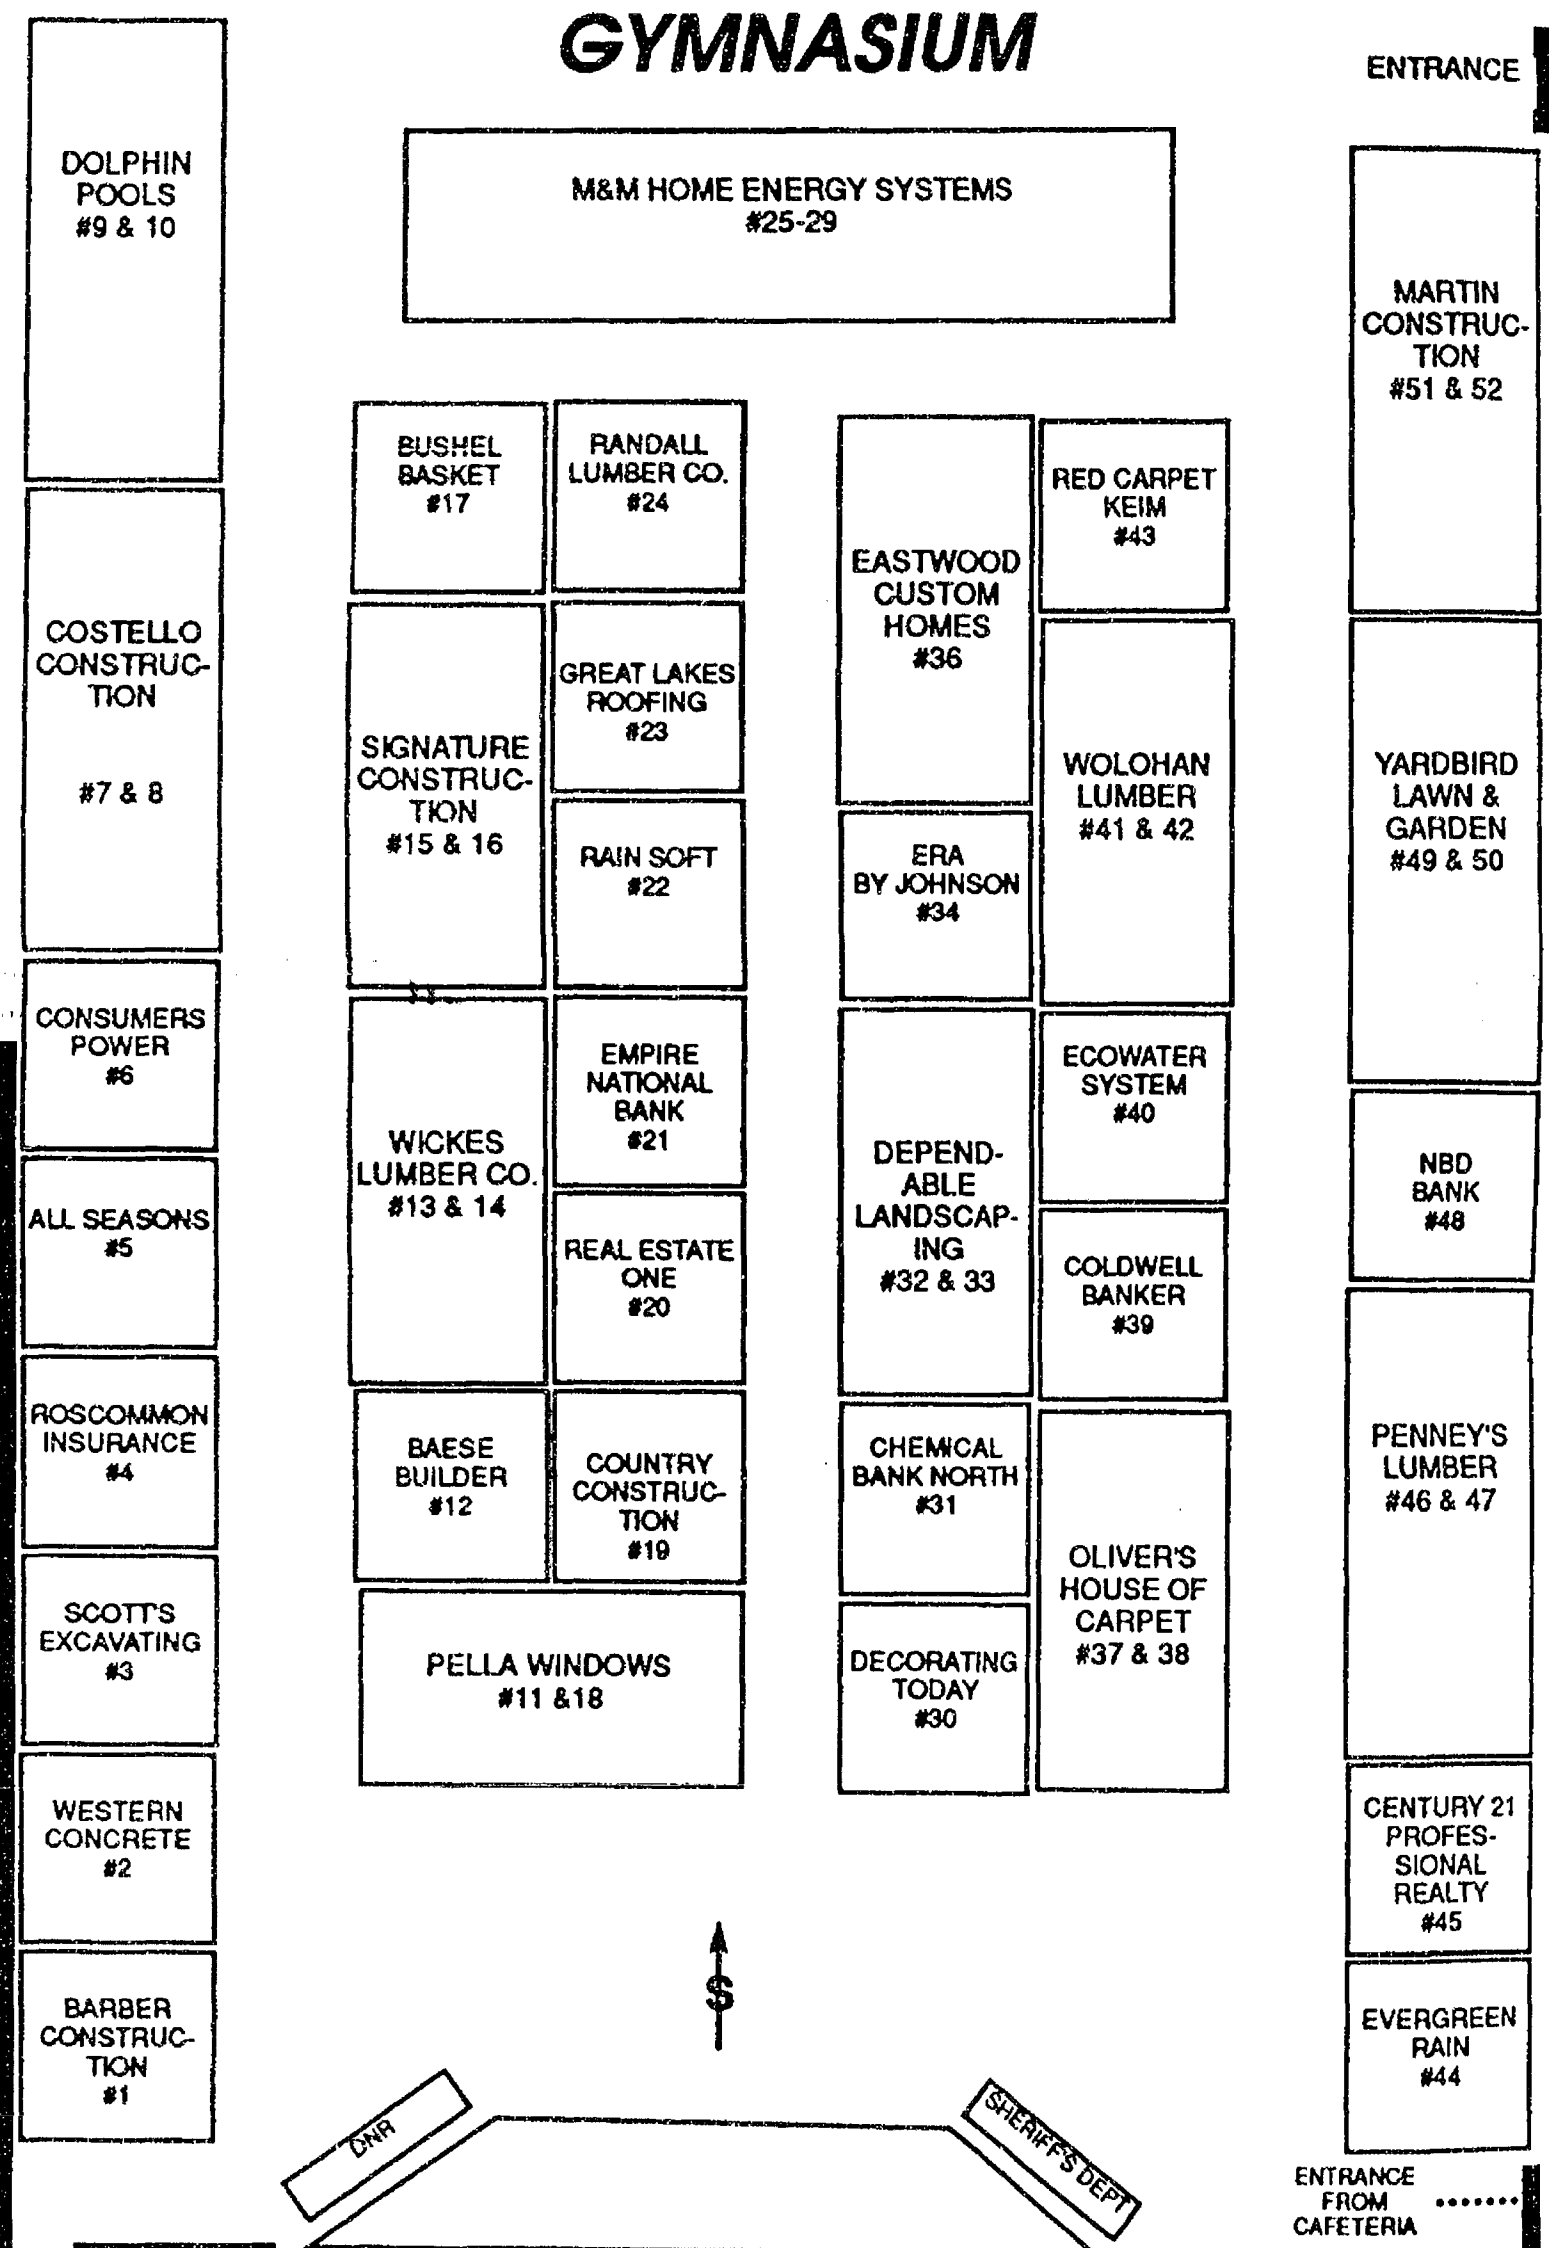 GYMNASIUM
ENTRANCE
DOLPHIN
POOLS
#9 & 10
COSTELLO
CONSTRUC-
TION
#7 & 8
CONSUMERS
POWER
#6
ALL SEASONS
#5
ROSCOMMON
INSURANCE
#4
SCOTT'S
EXCAVATING
#3
WESTERN
CONCRETE
#2
BARBER
CONSTRUC-
TION
#1
M&M HOME ENERGY SYSTEMS
#25-29
BUSHEL
BASKET
#17
SIGNATURE
CONSTRUC-
TION
#15 & 16
WICKES
LUMBER CO.
#13 & 14
BAESE
BUILDER
#12
RANDALL
LUMBER CO.
#24
GREAT LAKES
ROOFING
#23
RAIN SOFT
#22
EMPIRE
NATIONAL
BANK
#21
REAL ESTATE
ONE
#20
COUNTRY
CONSTRUC-
TION
#19
PELLA WINDOWS
#11 &18
EASTWOOD
CUSTOM
HOMES
#36
ERA
BY JOHNSON
#34
DEPEND-
ABLE
LANDSCAP-
ING
#32 & 33
CHEMICAL
BANK NORTH
#31
DECORATING
TODAY
#30
RED CARPET
KEIM
#43
WOLOHAN
LUMBER
#41 & 42
ECOWATER
SYSTEM
#40
COLDWELL
BANKER
#39
OLIVER'S
HOUSE OF
CARPET
#37 & 38
MARTIN
CONSTRUC-
TION
#51 & 52
YARDBIRD
LAWN &
GARDEN
#49 & 50
NBD
BANK
#48
PENNEY'S
LUMBER
#46 & 47
CENTURY 21
PROFES-
SIONAL
REALTY
#45
EVERGREEN
RAIN
#44
S
DNR
SHERIFF'S DEPT
ENTRANCE
FROM
CAFETERIA